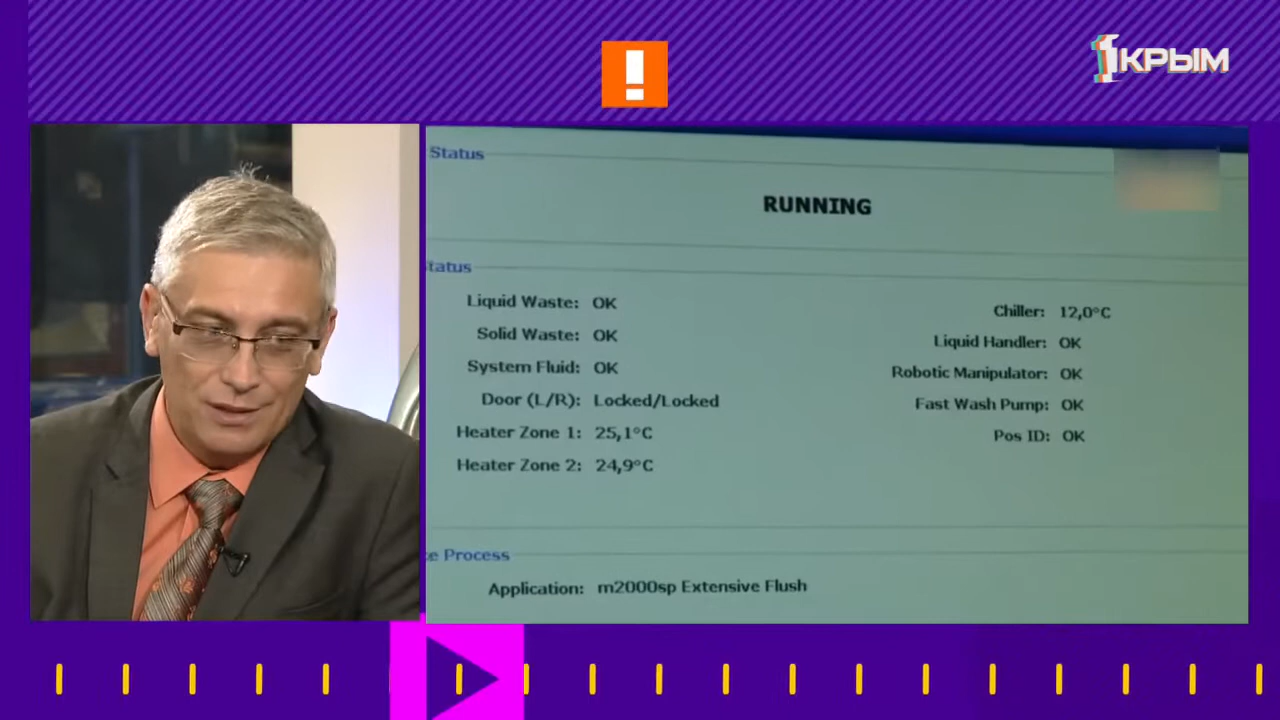 !
1КРЫМ
Status
RUNNING
tatus
Liquid Waste: OK
Solid Waste: OK
System Fluid: OK
Door (L/R): Locked/Locked
Heater Zone 1: 25,1°C
Heater Zone 2: 24,9°C
Chiller: 12,0°C
Liquid Handler: OK
Robotic Manipulator: OK
Fast Wash Pump: OK
Pos ID: OK
e Process
Application: m2000sp Extensive Flush